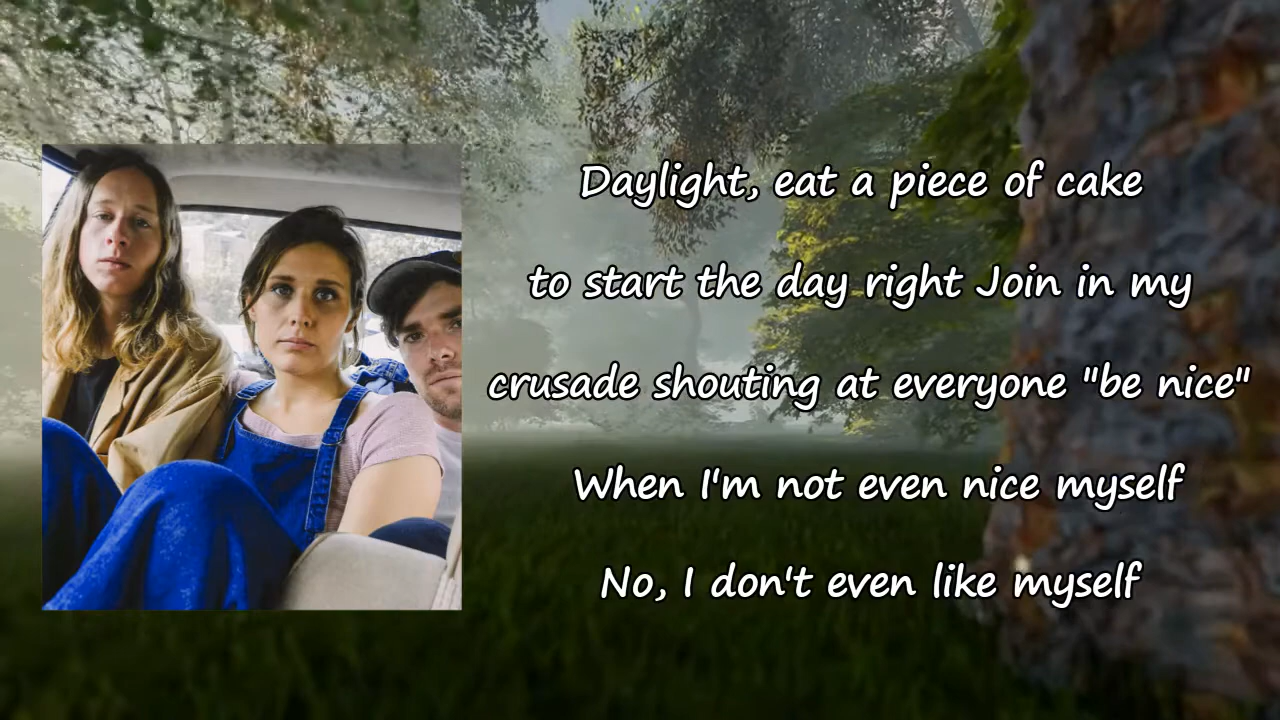 Daylight, eat a piece of cake
to start the day right Join in my
crusade shouting at everyone "be nice"
When I'm not even nice myself
No, I don't even like myself